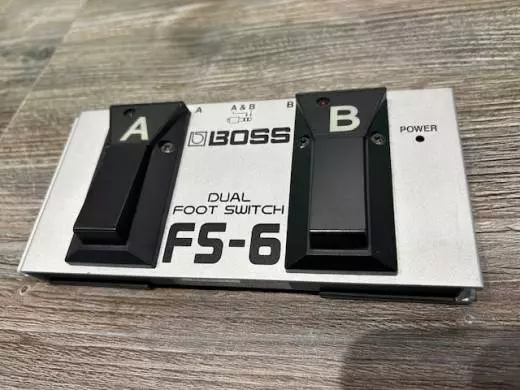 A
A A & B B
B
BOSS
POWER
DUAL
FOOT SWITCH
FS-6